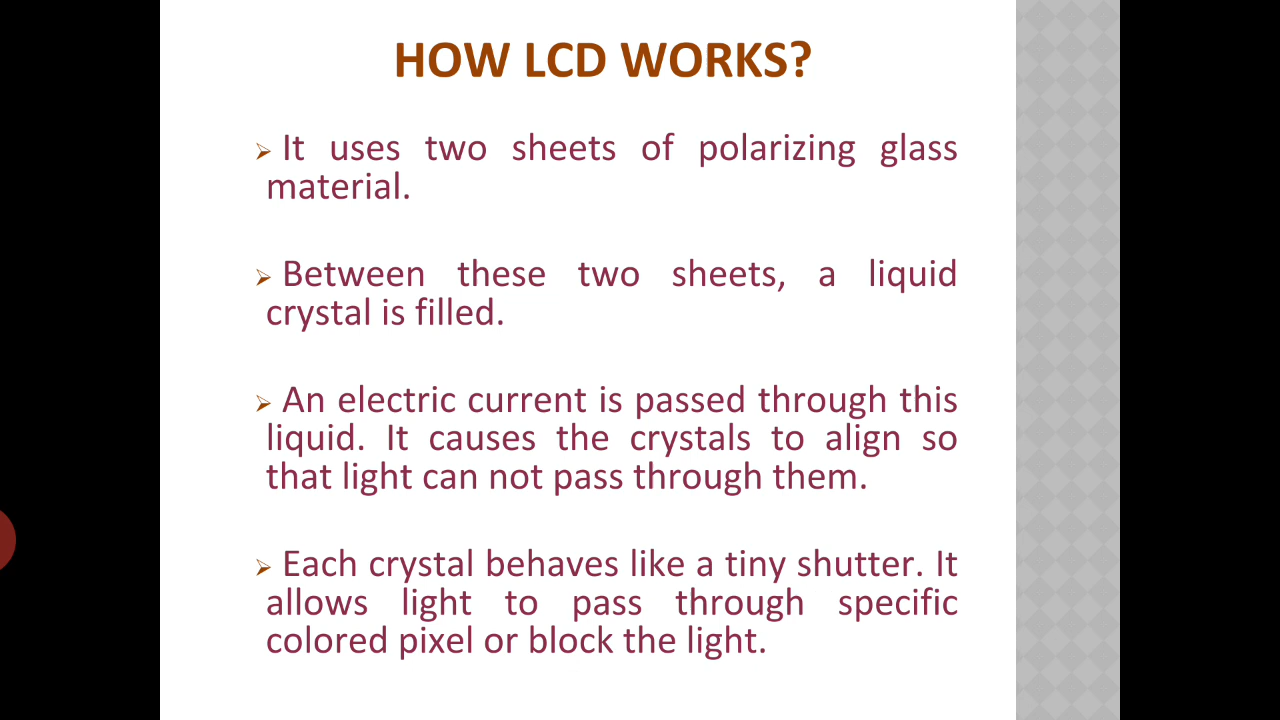 HOW LCD WORKS?
➢ It uses two sheets of polarizing glass
material.
➢ Between these two sheets, a liquid
crystal is filled.
➢ An electric current is passed through this
liquid. It causes the crystals to align so
that light can not pass through them.
➢ Each crystal behaves like a tiny shutter. It
allows light to pass through specific
colored pixel or block the light.